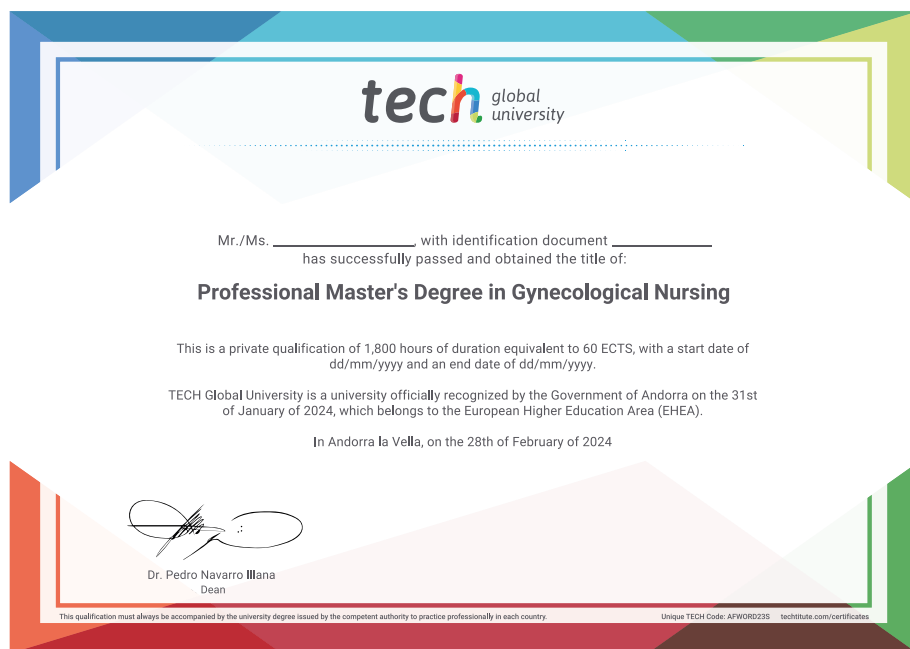 tech global
university
Mr./Ms. ____________________, with identification document ______________
has successfully passed and obtained the title of:
Professional Master's Degree in Gynecological Nursing
This is a private qualification of 1,800 hours of duration equivalent to 60 ECTS, with a start date of
dd/mm/yyyy and an end date of dd/mm/yyyy.
TECH Global University is a university officially recognized by the Government of Andorra on the 31st
of January of 2024, which belongs to the European Higher Education Area (EHEA).
In Andorra la Vella, on the 28th of February of 2024
Dr. Pedro Navarro Illana
Dean
This qualification must always be accompanied by the university degree issued by the competent authority to practice professionally in each country.
Unique TECH Code: AFWORD23S techtitute.com/certificates